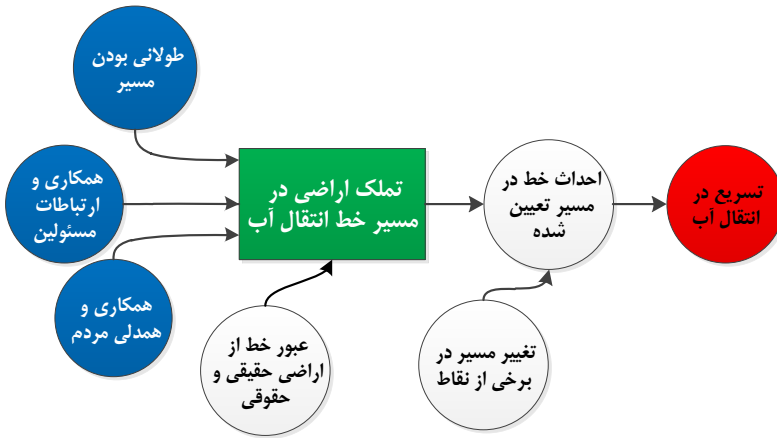 طولانی بودن
مسیر
همکاری و
ارتباطات
مسئولین
همکاری و
همدلی مردم
تملک اراضی در
مسیر خط انتقال آب
عبور خط از
اراضی حقیقی و
حقوقی
احداث خط در
مسیر تعیین
شده
تغییر مسیر در
برخی از نقاط
تسریع در
انتقال آب